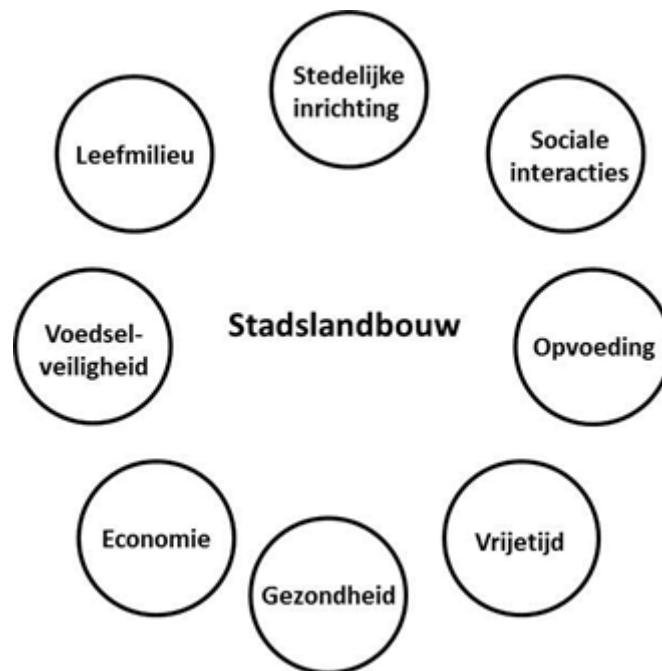 Stedelijke
inrichting
Leefmilieu
Sociale
interacties
Stadslandbouw
Voedsel-
veiligheid
Opvoeding
Economie
Vrijetijd
Gezondheid